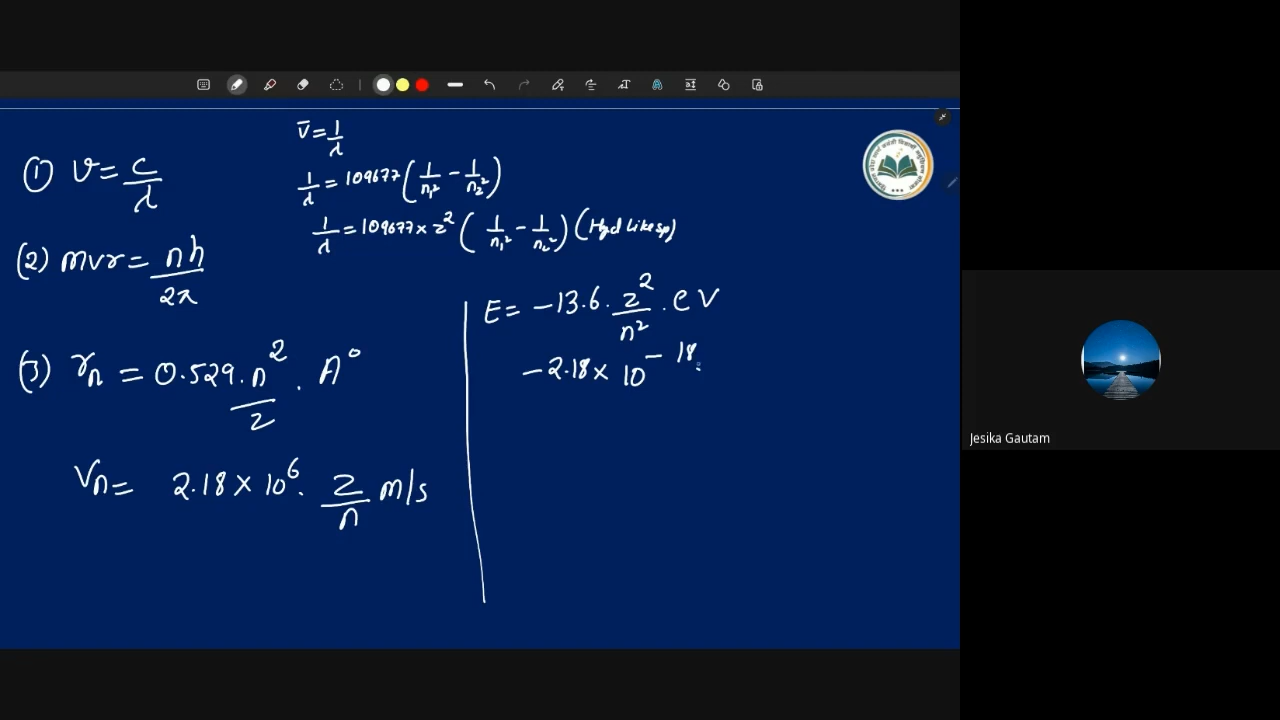 ① ν = c/λ
ν̄ = 1/λ
1/λ = 109677 (1/n₁² − 1/n₂²)
1/λ = 109677 × z² (1/n₁² − 1/n₂²) (Hyd like sp)
(2) mvr = nh/2π
(3) rₙ = 0.529 . n²/z . A°
Vₙ = 2.18 × 10⁶ . z/n m/s
E = −13.6 . z²/n² . eV
−2.18 × 10⁻¹⁸.
Jesika Gautam